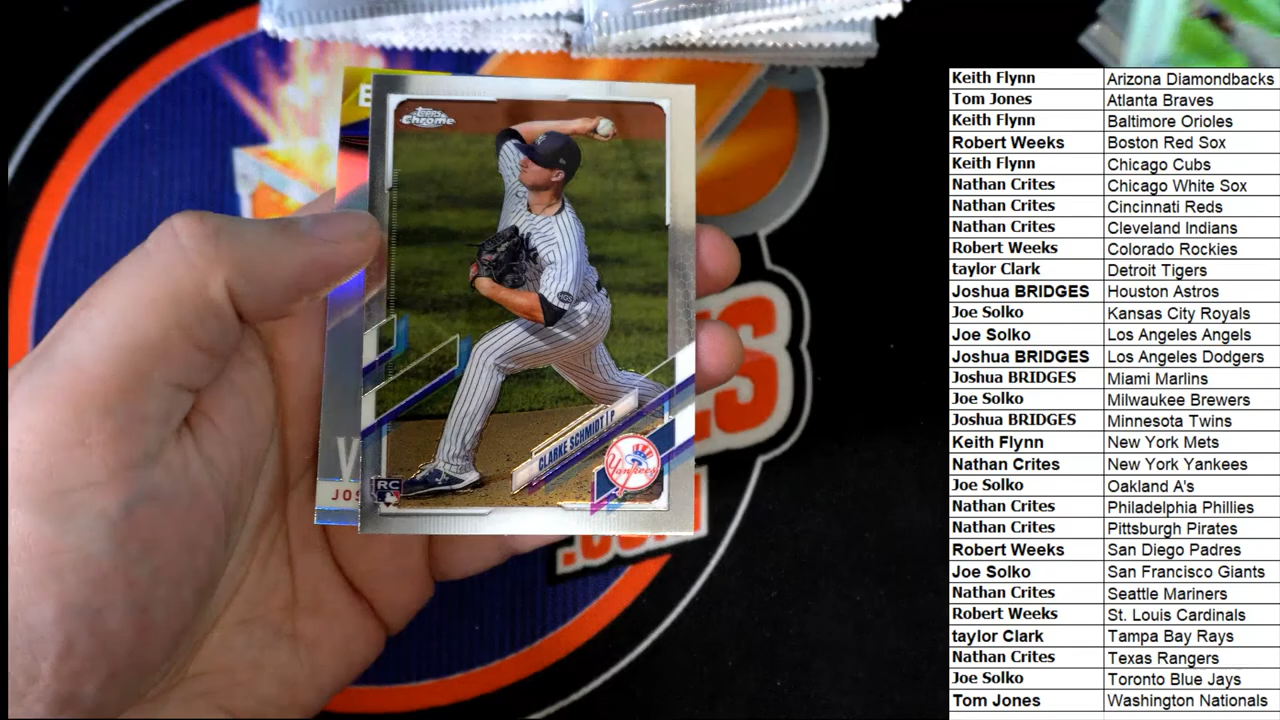 Topps
Chrome
CLARKE SCHMIDT | P
Yankees
RC
JOS
Keith Flynn Arizona Diamondbacks
Tom Jones Atlanta Braves
Keith Flynn Baltimore Orioles
Robert Weeks Boston Red Sox
Keith Flynn Chicago Cubs
Nathan Crites Chicago White Sox
Nathan Crites Cincinnati Reds
Nathan Crites Cleveland Indians
Robert Weeks Colorado Rockies
taylor Clark Detroit Tigers
Joshua BRIDGES Houston Astros
Joe Solko Kansas City Royals
Joe Solko Los Angeles Angels
Joshua BRIDGES Los Angeles Dodgers
Joshua BRIDGES Miami Marlins
Joe Solko Milwaukee Brewers
Joshua BRIDGES Minnesota Twins
Keith Flynn New York Mets
Nathan Crites New York Yankees
Joe Solko Oakland A's
Nathan Crites Philadelphia Phillies
Nathan Crites Pittsburgh Pirates
Robert Weeks San Diego Padres
Joe Solko San Francisco Giants
Nathan Crites Seattle Mariners
Robert Weeks St. Louis Cardinals
taylor Clark Tampa Bay Rays
Nathan Crites Texas Rangers
Joe Solko Toronto Blue Jays
Tom Jones Washington Nationals